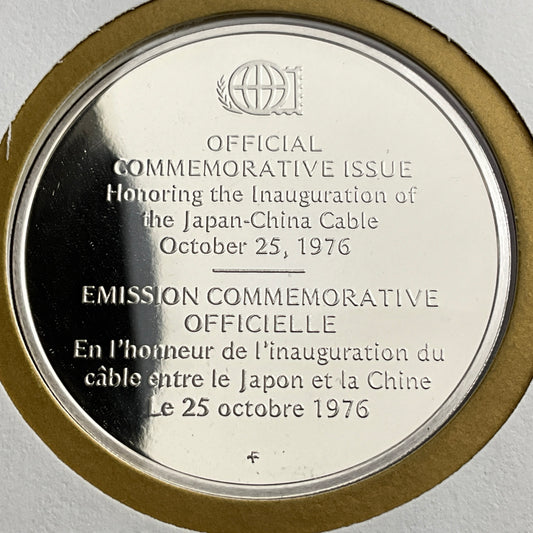 OFFICIAL
COMMEMORATIVE ISSUE
Honoring the Inauguration of
the Japan-China Cable
October 25, 1976
EMISSION COMMEMORATIVE
OFFICIELLE
En l'honneur de l'inauguration du
câble entre le Japon et la Chine
Le 25 octobre 1976
F